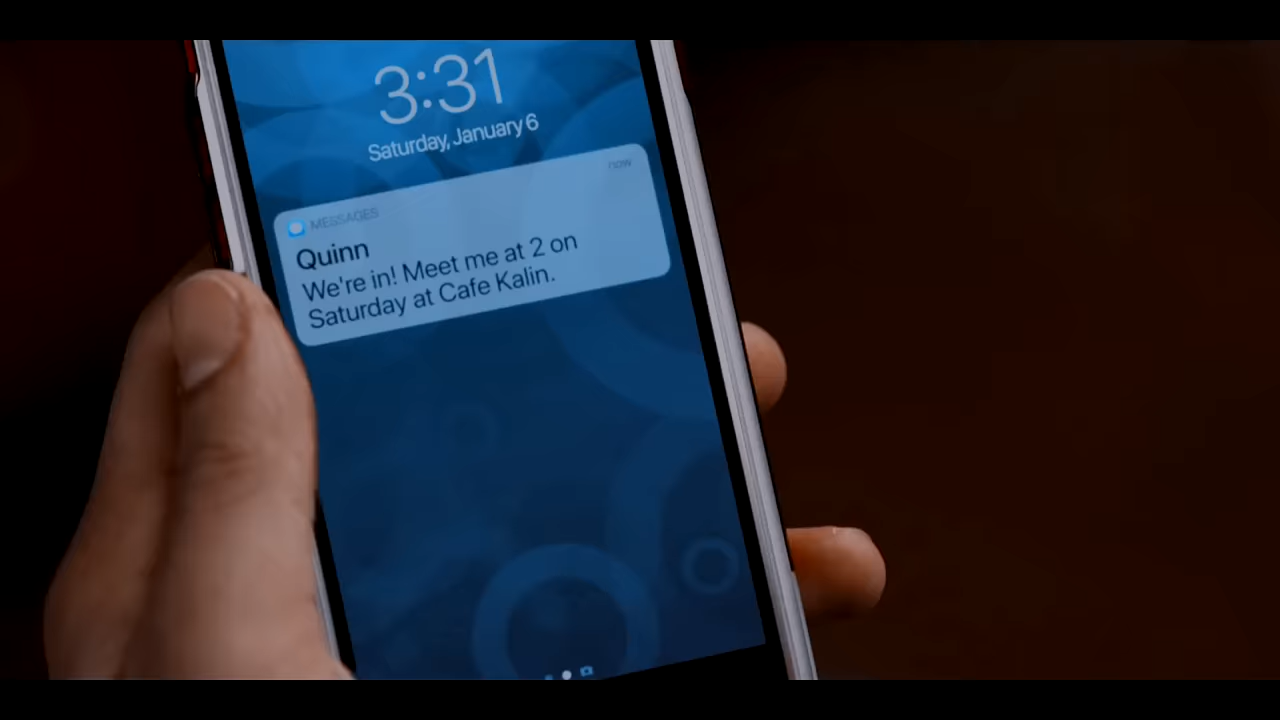 3:31
Saturday, January 6
now
MESSAGES
Quinn
We're in! Meet me at 2 on
Saturday at Cafe Kalin.